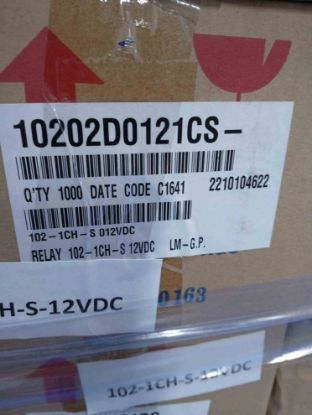 10202D0121CS-
Q'TY 1000 DATE CODE C1641 2210104622
102-1CH-S 012VDC
RELAY 102-1CH-S 12VDC LM-G.P.
H-S-12VDC
0163
102-1CH-S-12VDC